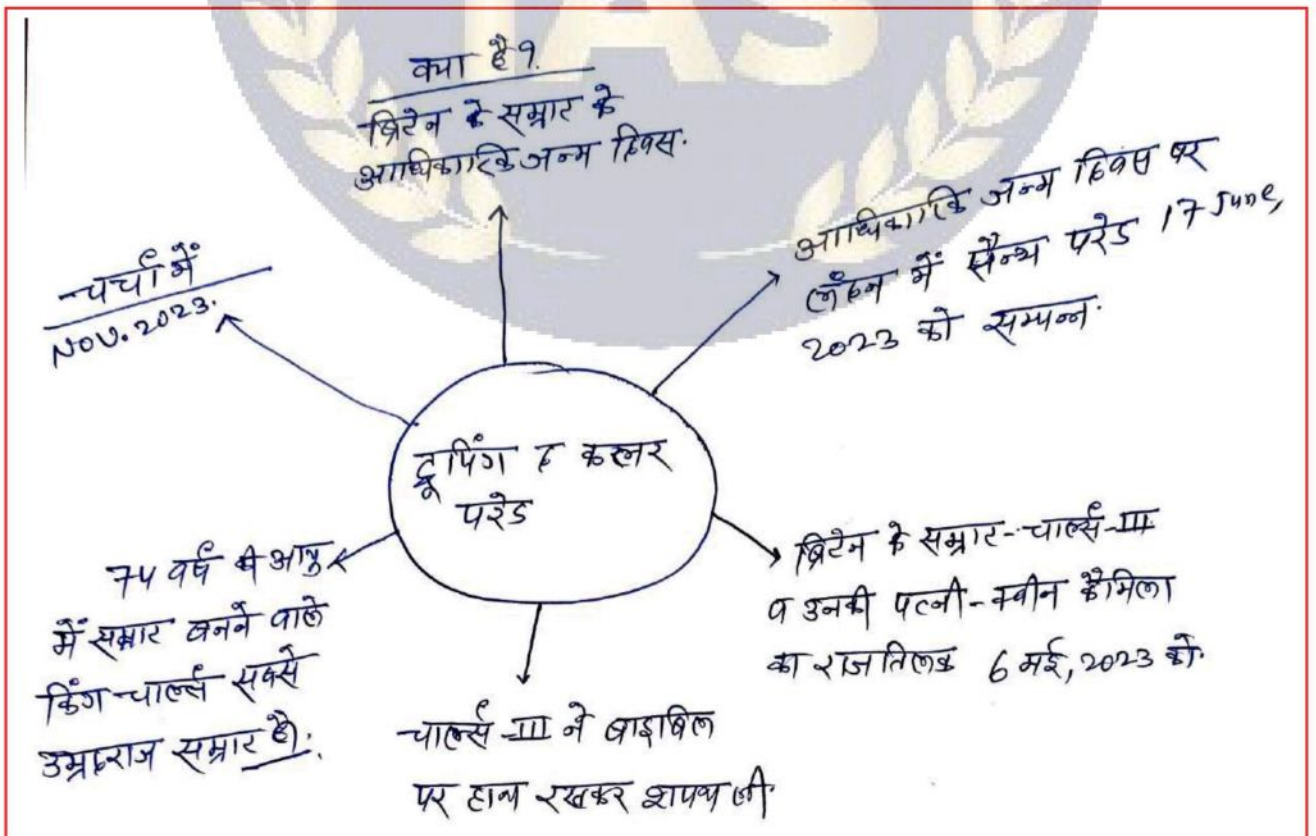 IAS
क्या है?
ब्रिटेन के सम्राट के
आधिकारिक जन्म दिवस.
चर्चा में
NOV. 2023.
आधिकारिक जन्म दिवस पर
लंदन में सैन्य परेड 17 June,
2023 को सम्पन्न.
ट्रूपिंग द कलर
परेड
74 वर्ष की आयु
में सम्राट बनने वाले
किंग-चार्ल्स सबसे
उम्रदराज सम्राट है.
ब्रिटेन के सम्राट-चार्ल्स-III
व उनकी पत्नी-क्वीन कैमिला
का राजतिलक 6 मई, 2023 को.
चार्ल्स-III ने बाइबिल
पर हाथ रखकर शपथ ली